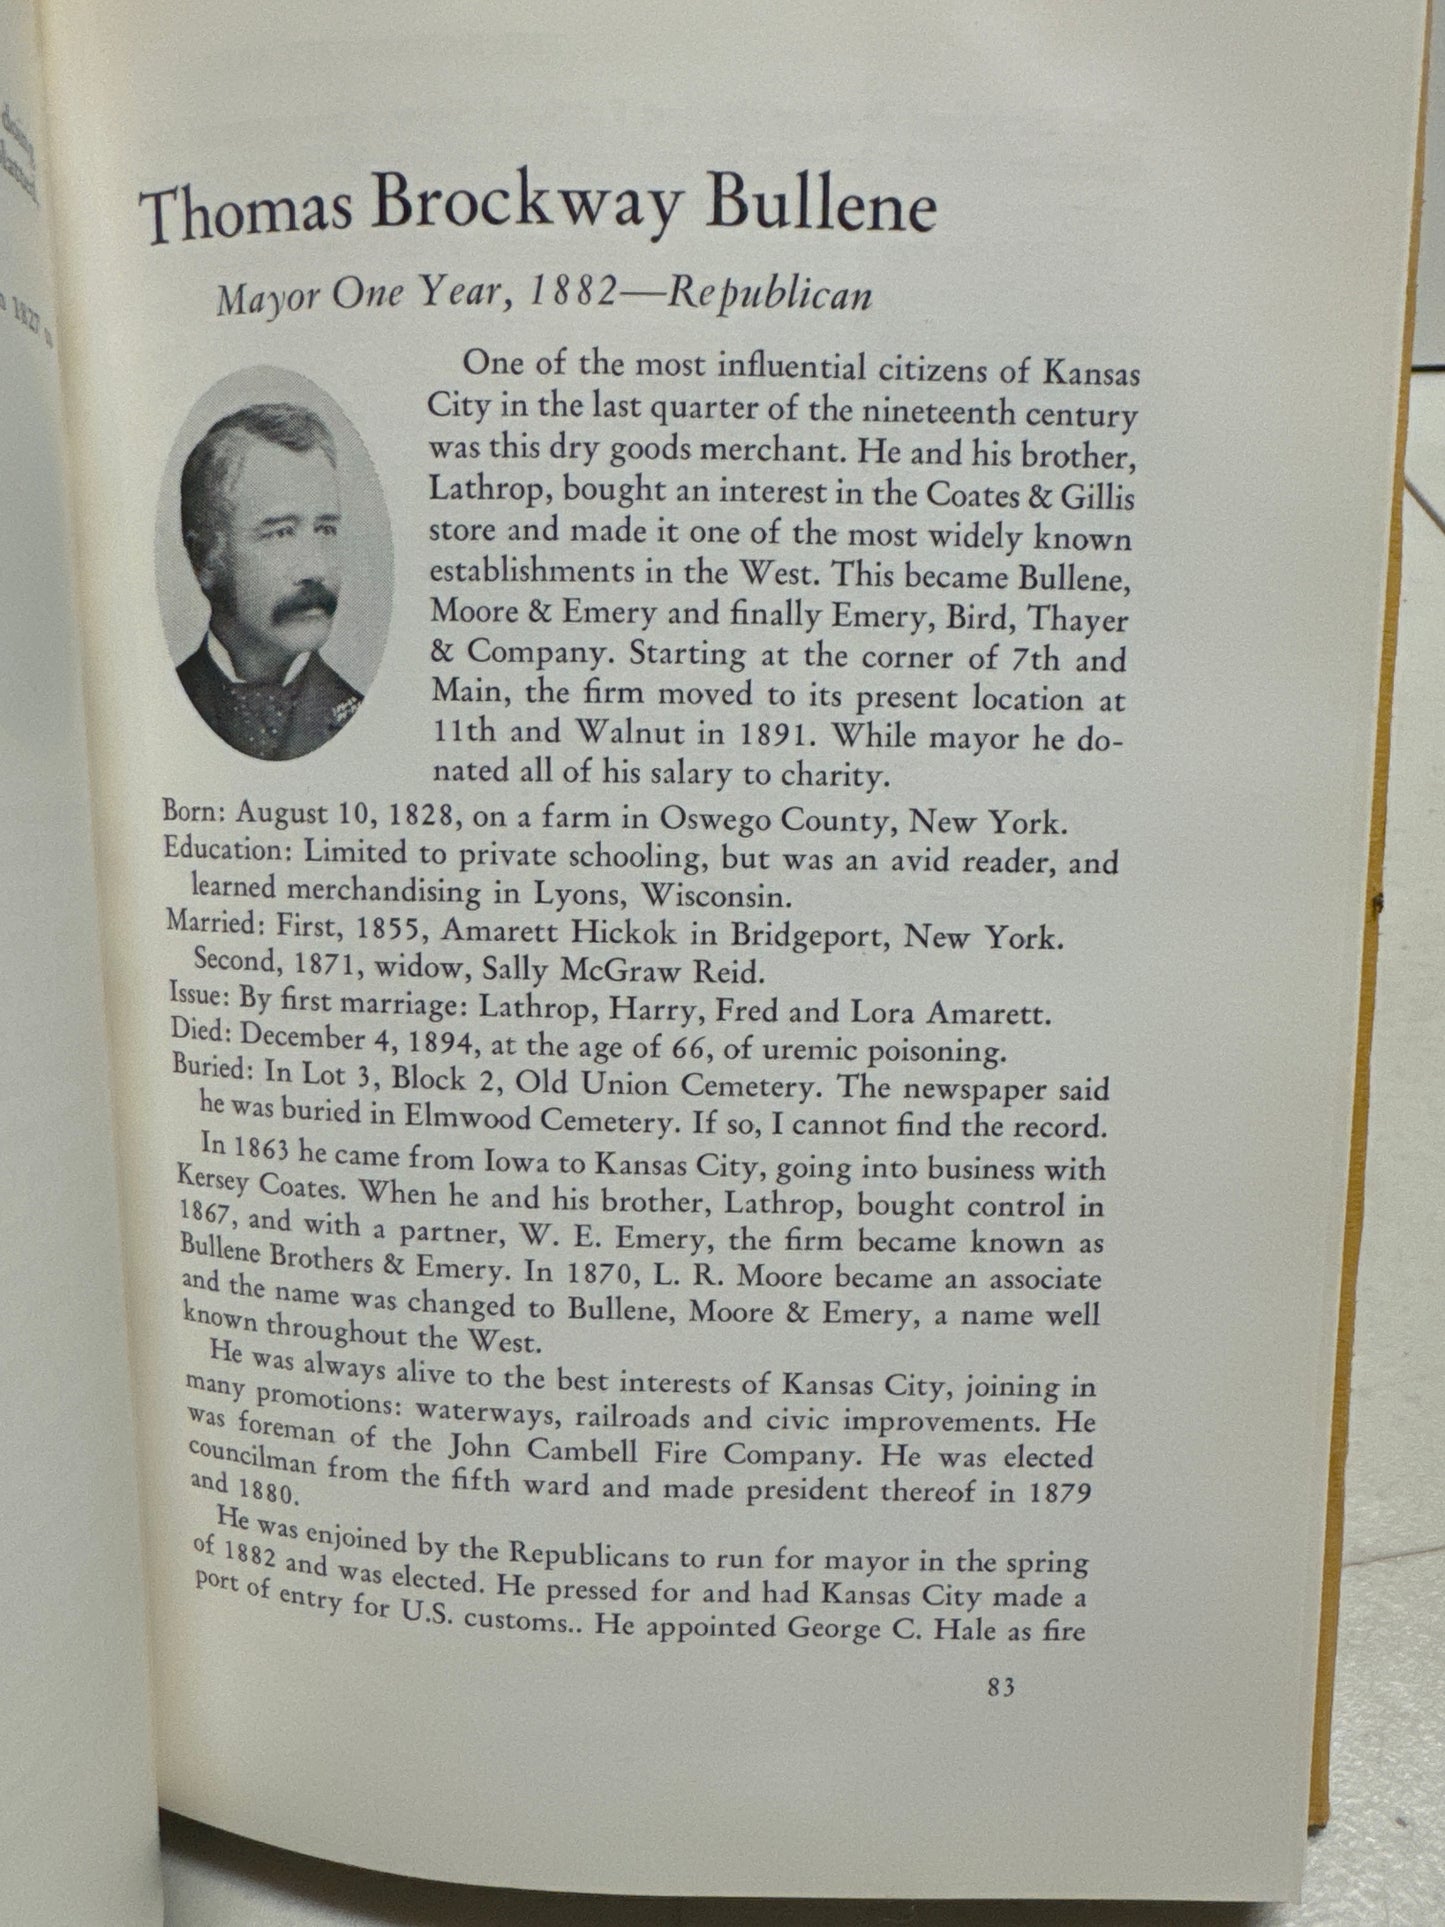 Thomas Brockway Bullene
Mayor One Year, 1882—Republican
One of the most influential citizens of Kansas
City in the last quarter of the nineteenth century
was this dry goods merchant. He and his brother,
Lathrop, bought an interest in the Coates & Gillis
store and made it one of the most widely known
establishments in the West. This became Bullene,
Moore & Emery and finally Emery, Bird, Thayer
& Company. Starting at the corner of 7th and
Main, the firm moved to its present location at
11th and Walnut in 1891. While mayor he do-
nated all of his salary to charity.
Born: August 10, 1828, on a farm in Oswego County, New York.
Education: Limited to private schooling, but was an avid reader, and
learned merchandising in Lyons, Wisconsin.
Married: First, 1855, Amarett Hickok in Bridgeport, New York.
Second, 1871, widow, Sally McGraw Reid.
Issue: By first marriage: Lathrop, Harry, Fred and Lora Amarett.
Died: December 4, 1894, at the age of 66, of uremic poisoning.
Buried: In Lot 3, Block 2, Old Union Cemetery. The newspaper said
he was buried in Elmwood Cemetery. If so, I cannot find the record.
In 1863 he came from Iowa to Kansas City, going into business with
Kersey Coates. When he and his brother, Lathrop, bought control in
1867, and with a partner, W. E. Emery, the firm became known as
Bullene Brothers & Emery. In 1870, L. R. Moore became an associate
and the name was changed to Bullene, Moore & Emery, a name well
known throughout the West.
He was always alive to the best interests of Kansas City, joining in
many promotions: waterways, railroads and civic improvements. He
was foreman of the John Cambell Fire Company. He was elected
councilman from the fifth ward and made president thereof in 1879
and 1880.
He was enjoined by the Republicans to run for mayor in the spring
of 1882 and was elected. He pressed for and had Kansas City made a
port of entry for U.S. customs.. He appointed George C. Hale as fire
83